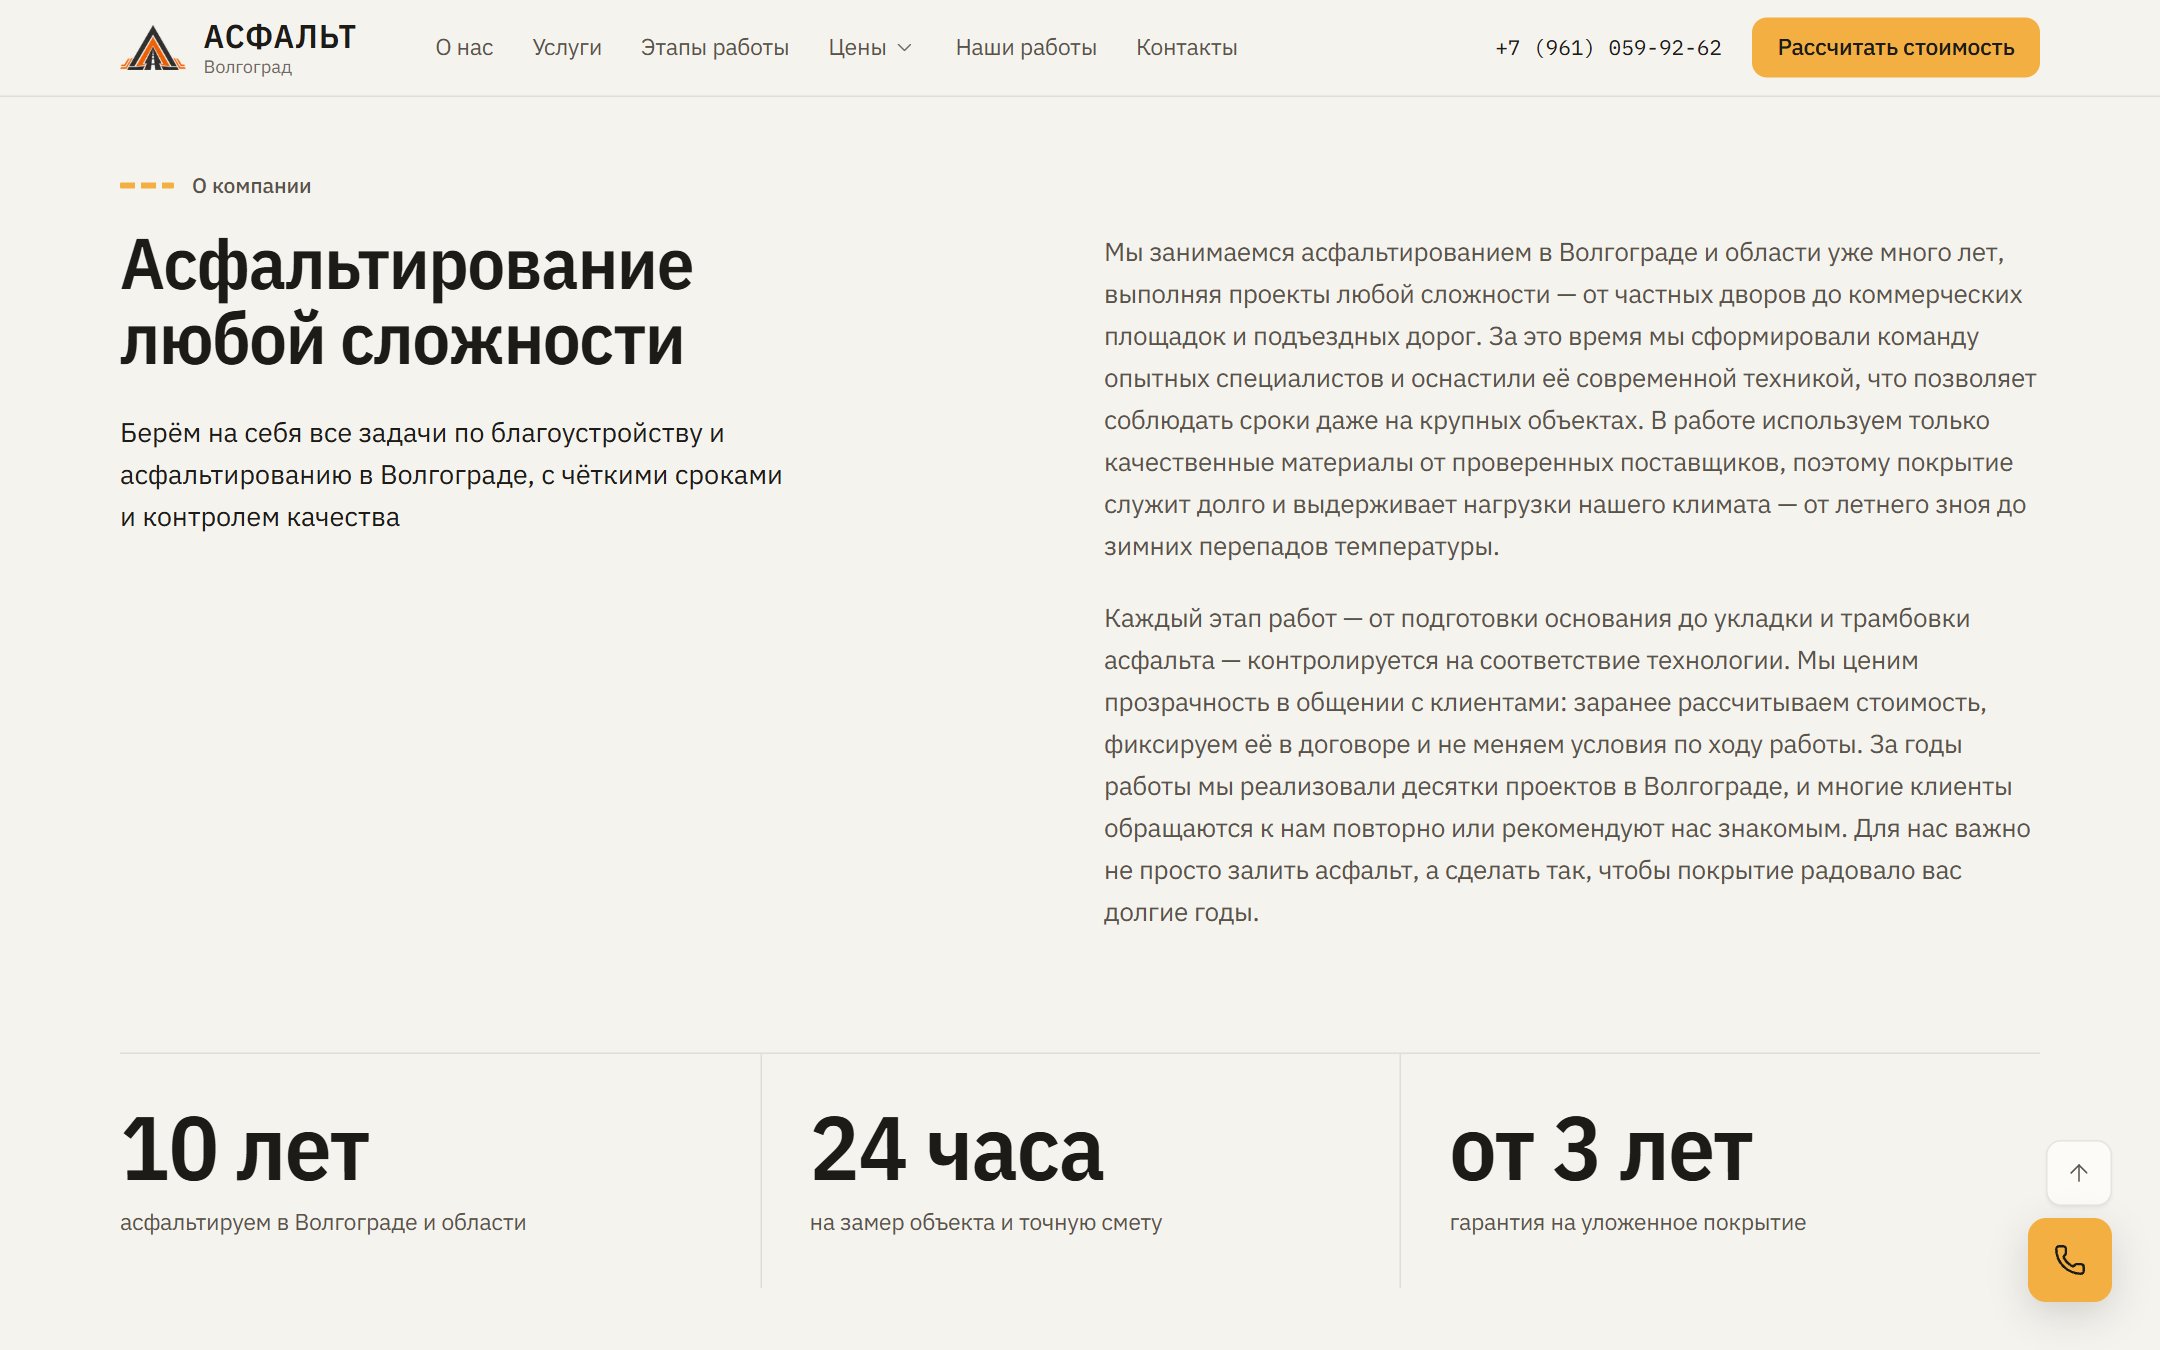 АСФАЛЬТ
Волгоград
О нас
Услуги
Этапы работы
Цены
Наши работы
Контакты
+7 (961) 059-92-62
Рассчитать стоимость
О компании
Асфальтирование
любой сложности
Берём на себя все задачи по благоустройству и
асфальтированию в Волгограде, с чёткими сроками
и контролем качества
Мы занимаемся асфальтированием в Волгограде и области уже много лет,
выполняя проекты любой сложности — от частных дворов до коммерческих
площадок и подъездных дорог. За это время мы сформировали команду
опытных специалистов и оснастили её современной техникой, что позволяет
соблюдать сроки даже на крупных объектах. В работе используем только
качественные материалы от проверенных поставщиков, поэтому покрытие
служит долго и выдерживает нагрузки нашего климата — от летнего зноя до
зимних перепадов температуры.
Каждый этап работ — от подготовки основания до укладки и трамбовки
асфальта — контролируется на соответствие технологии. Мы ценим
прозрачность в общении с клиентами: заранее рассчитываем стоимость,
фиксируем её в договоре и не меняем условия по ходу работы. За годы
работы мы реализовали десятки проектов в Волгограде, и многие клиенты
обращаются к нам повторно или рекомендуют нас знакомым. Для нас важно
не просто залить асфальт, а сделать так, чтобы покрытие радовало вас
долгие годы.
10 лет
асфальтируем в Волгограде и области
24 часа
на замер объекта и точную смету
от 3 лет
гарантия на уложенное покрытие